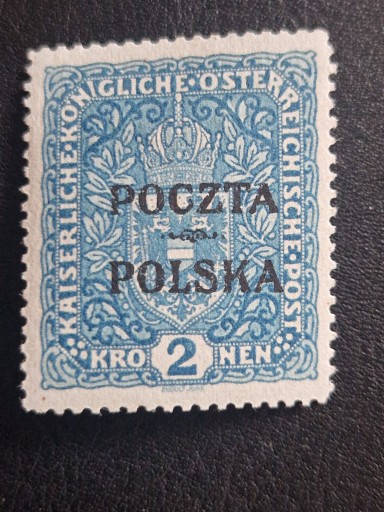 KAISERLICHE·KÖNIGLICHE·ÖSTERREICHISCHE·POST
POCZTA
POLSKA
KRO 2 NEN